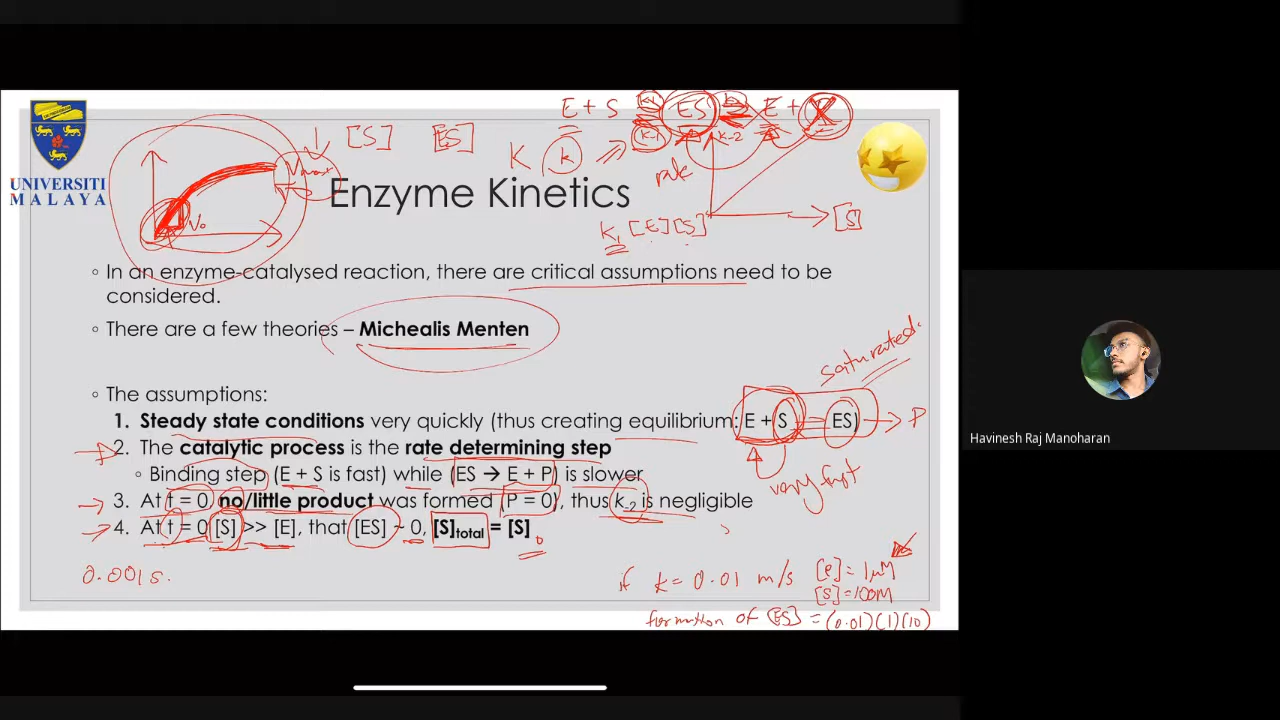 UNIVERSITI
MALAYA
E + S k1 ES k2 E +
k-1 k-2
[S] [ES]
K k
Vmax
V₀
rate
[S]
k₁ [E][S]
Enzyme Kinetics
◦ In an enzyme-catalysed reaction, there are critical assumptions need to be
considered.
◦ There are a few theories – Michealis Menten
saturated.
◦ The assumptions:
1. Steady state conditions very quickly (thus creating equilibrium: E + S = ES) → P
2. The catalytic process is the rate determining step
◦ Binding step (E + S is fast) while (ES → E + P) is slower
very fast
3. At t = 0 no/little product was formed (P = 0), thus k-2 is negligible
4. At t = 0 [S] >> [E], that [ES] ~ 0, [S]total = [S]₀
0.001 s.
if k = 0.01 m/s [E] = 1μM
[S] = 100M
formation of [ES] = (0.01)(1)(10)
Havinesh Raj Manoharan